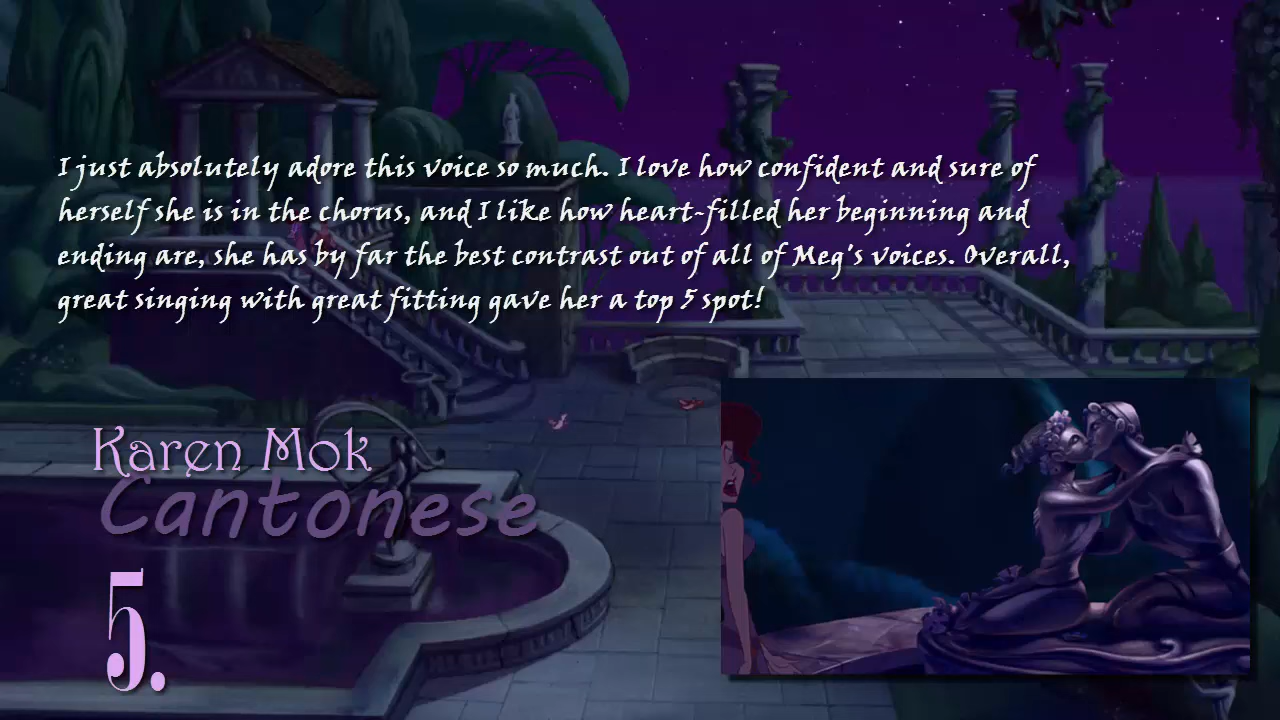 I just absolutely adore this voice so much. I love how confident and sure of
herself she is in the chorus, and I like how heart-filled her beginning and
ending are, she has by far the best contrast out of all of Meg's voices. Overall,
great singing with great fitting gave her a top 5 spot!
Karen Mok
Cantonese
5.